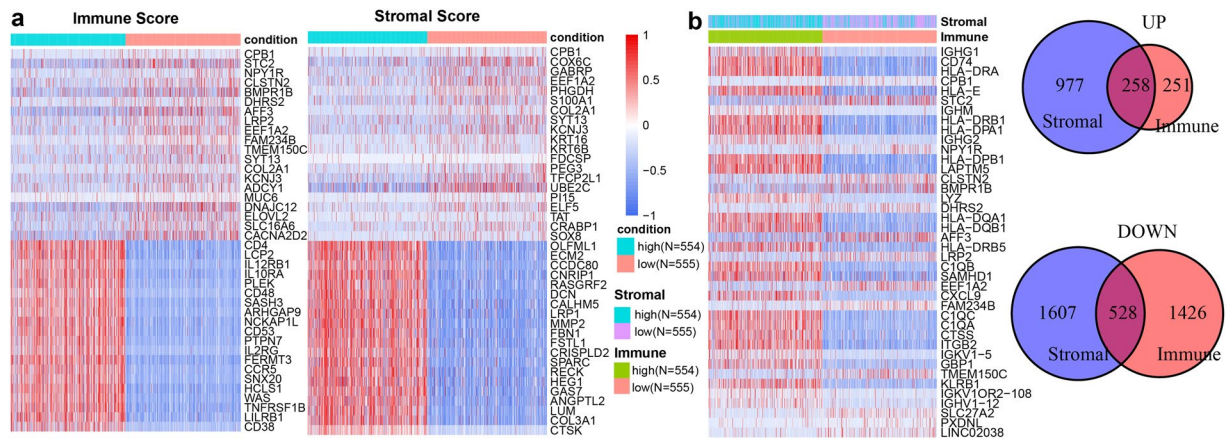 a
Immune Score
condition
CPB1
STC2
NPY1R
CLSTN2
BMPR1B
DHRS2
AFF3
LRP2
EEF1A2
FAM234B
TMEM150C
SYT13
COL2A1
KCNJ3
ADCY1
MUC6
DNAJC12
ELOVL2
SLC16A6
CACNA2D2
CD4
LCP2
IL12RB1
IL10RA
PLEK
CD48
SASH3
ARHGAP9
NCKAP1L
CD53
PTPN7
IL2RG
FERMT3
CCR5
SNX20
HCLS1
WAS
TNFRSF1B
LILRB1
CD38
Stromal Score
condition
CPB1
COX6C
GABRP
EEF1A2
PHGDH
S100A1
COL2A1
SYT13
KCNJ3
KRT16
KRT6B
FDCSP
PEG3
TFCP2L1
UBE2C
PI15
ELF5
TAT
CRABP1
SOX8
OLFML1
ECM2
CCDC80
CNRIP1
RASGRF2
DCN
CALHM5
LRP1
MMP2
FBN1
FSTL1
CRISPLD2
SPARC
RECK
HEG1
GAS7
ANGPTL2
LUM
COL3A1
CTSK
1
0.5
0
−0.5
−1
condition
high(N=554)
low(N=555)
Stromal
high(N=554)
low(N=555)
Immune
high(N=554)
low(N=555)
b
Stromal
Immune
IGHG1
CD74
HLA−DRA
CPB1
HLA−E
STC2
IGHM
HLA−DRB1
HLA−DPA1
IGHG2
NPY1R
HLA−DPB1
LAPTM5
CLSTN2
BMPR1B
LYZ
DHRS2
HLA−DQA1
HLA−DQB1
AFF3
HLA−DRB5
LRP2
C1QB
SAMHD1
EEF1A2
CXCL9
FAM234B
C1QC
C1QA
CTSS
ITGB2
IGKV1−5
GBP1
TMEM150C
KLRB1
IGKV1OR2−108
IGHV1−12
SLC27A2
PXDNL
LINC02038
UP
977
258
251
Stromal
Immune
DOWN
1607
528
1426
Stromal
Immune